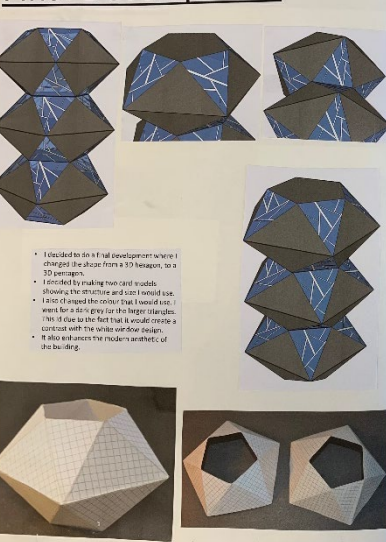 I decided to do a final development where I
changed the shape from a 3D hexagon, to a
3D pentagon.
I decided by making two card models
showing the structure and size I would use.
I also changed the colour that I would use. I
went for a dark grey for the larger triangles.
This is due to the fact that it would create a
contrast with the white window design.
It also enhances the modern aesthetic of
the building.